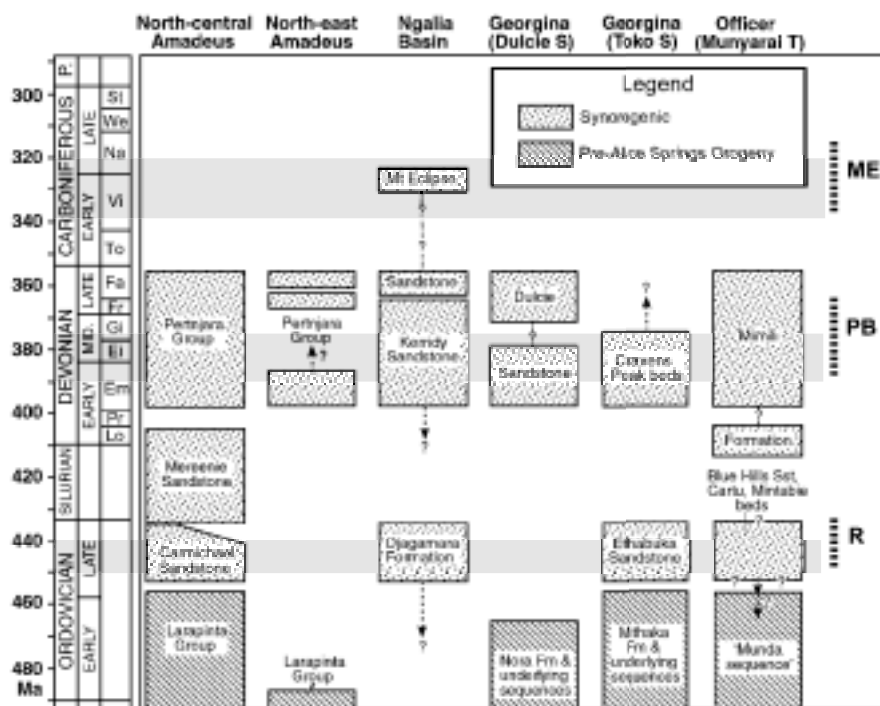 North-central Amadeus
North-east Amadeus
Ngalia Basin
Georgina (Dulcie S)
Georgina (Toko S)
Officer (Munyarai T)
Legend
Synorogenic
Pre-Alice Springs Orogeny
300
320
340
360
380
400
420
440
460
480
Ma
P.
CARBONIFEROUS
LATE
EARLY
DEVONIAN
LATE
MID.
EARLY
SILURIAN
ORDOVICIAN
LATE
EARLY
St
We
Na
Vi
To
Fa
Fr
Gi
Ei
Em
Pr
Lo
Pertnjara
Group
Mereenie
Sandstone
Carmichael
Sandstone
Larapinta
Group
Pertnjara
Group
?
Larapinta
Group
Mt Eclipse
?
?
Sandstone
Kerridy
Sandstone
?
Djagamara
Formation
?
Dulcie
?
Sandstone
Nora Fm &
underlying
sequences
?
Cravens
Peak beds
Ethabuka
Sandstone
Mithaka
Fm &
underlying
sequences
Mimili
?
Formation
Blue Hills Sst,
Cartu, Mintabie
beds
?
? ?
"Munda
sequence"
ME
PB
R